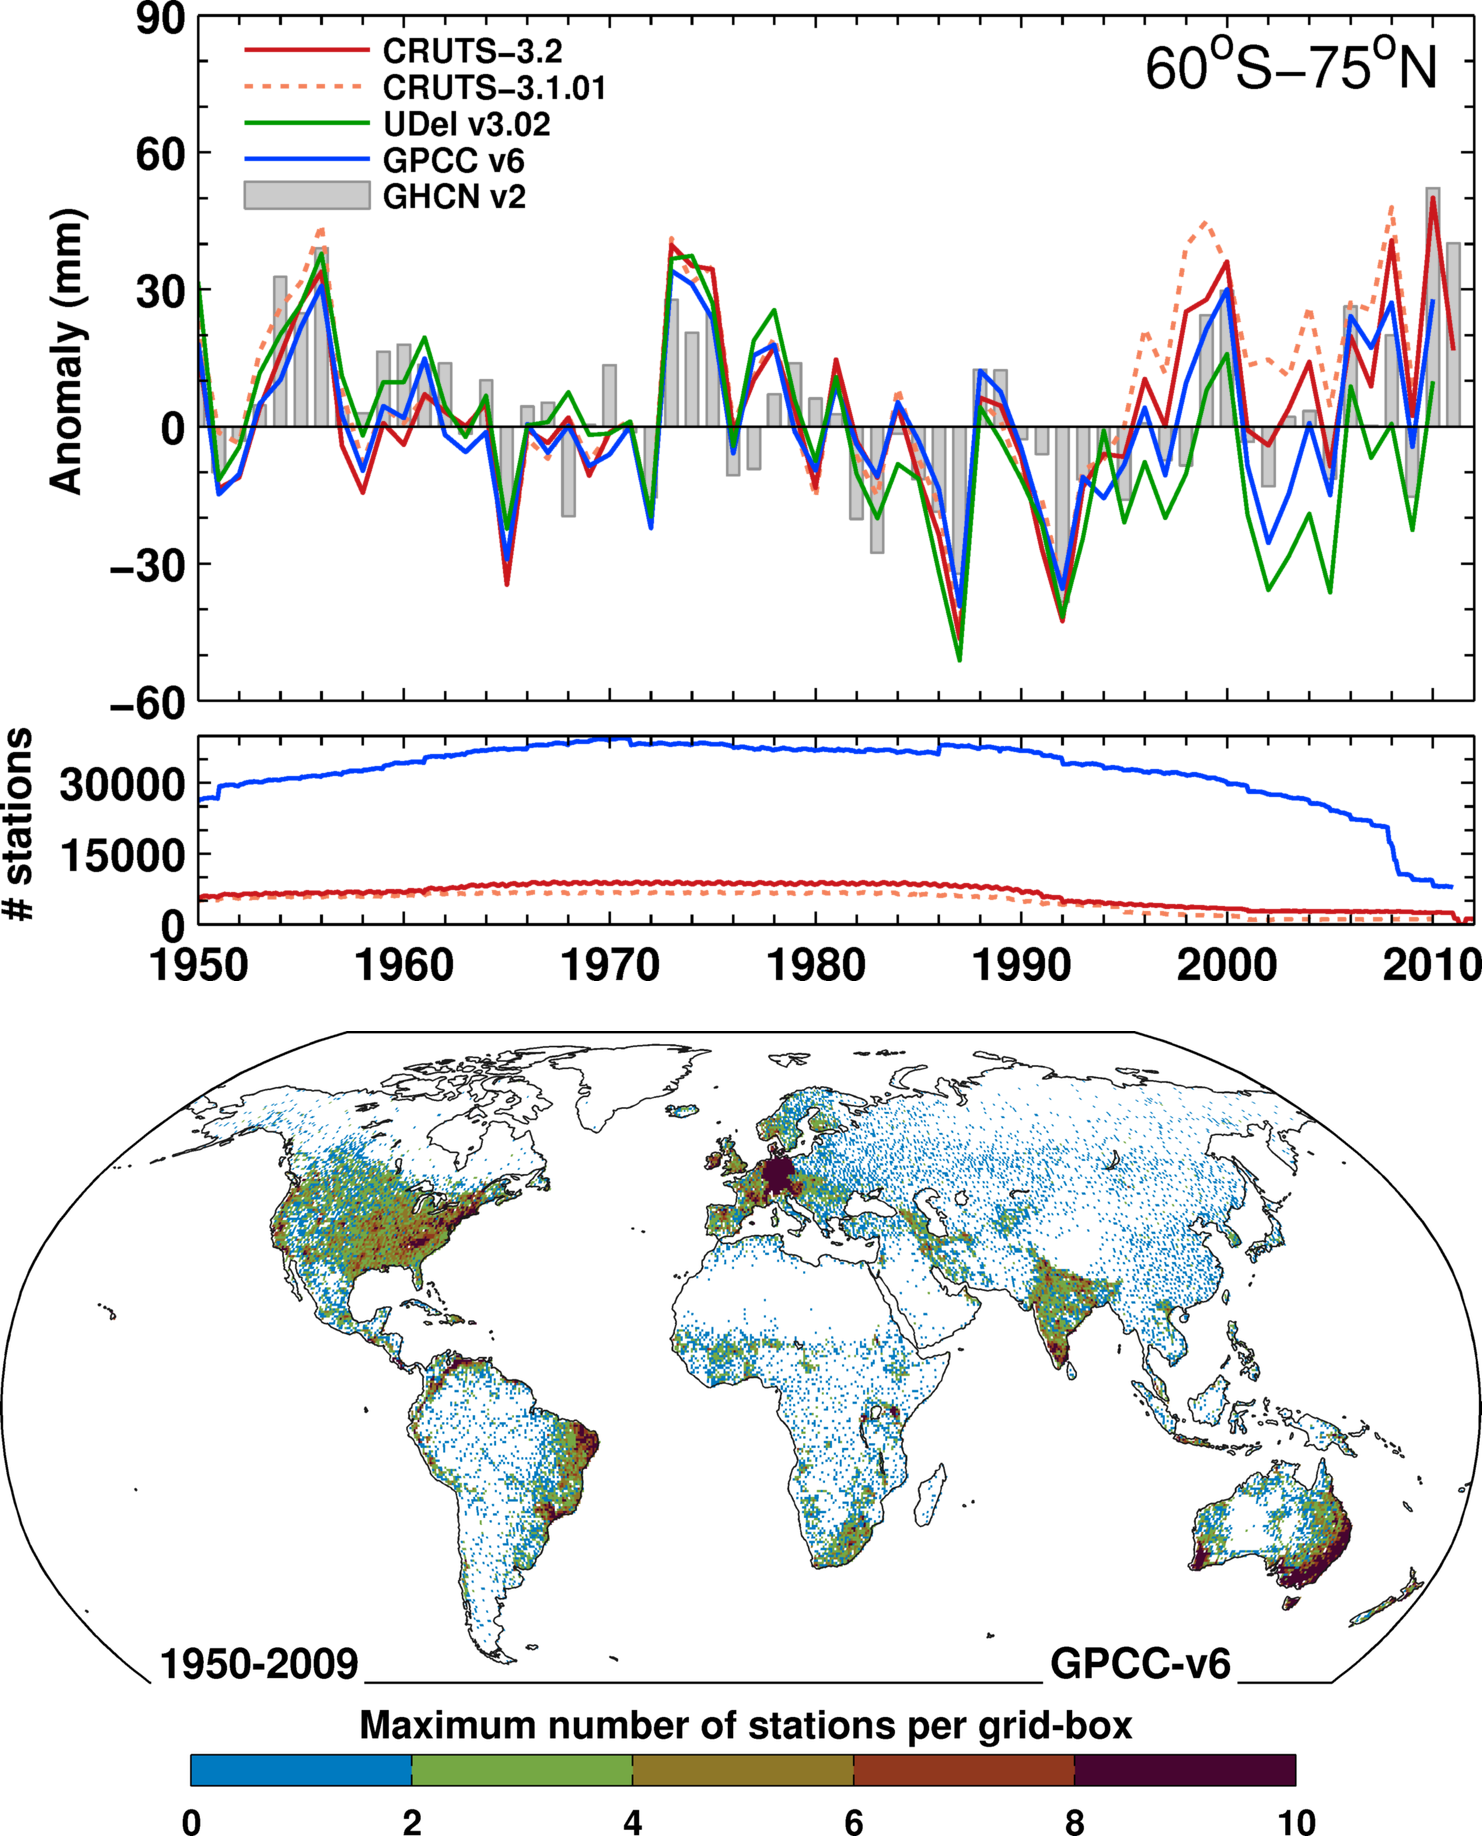 90
60
30
0
−30
−60
Anomaly (mm)
CRUTS−3.2
CRUTS−3.1.01
UDel v3.02
GPCC v6
GHCN v2
60°S−75°N
# stations
30000
15000
0
1950 1960 1970 1980 1990 2000 2010
1950-2009 GPCC-v6
Maximum number of stations per grid-box
0 2 4 6 8 10